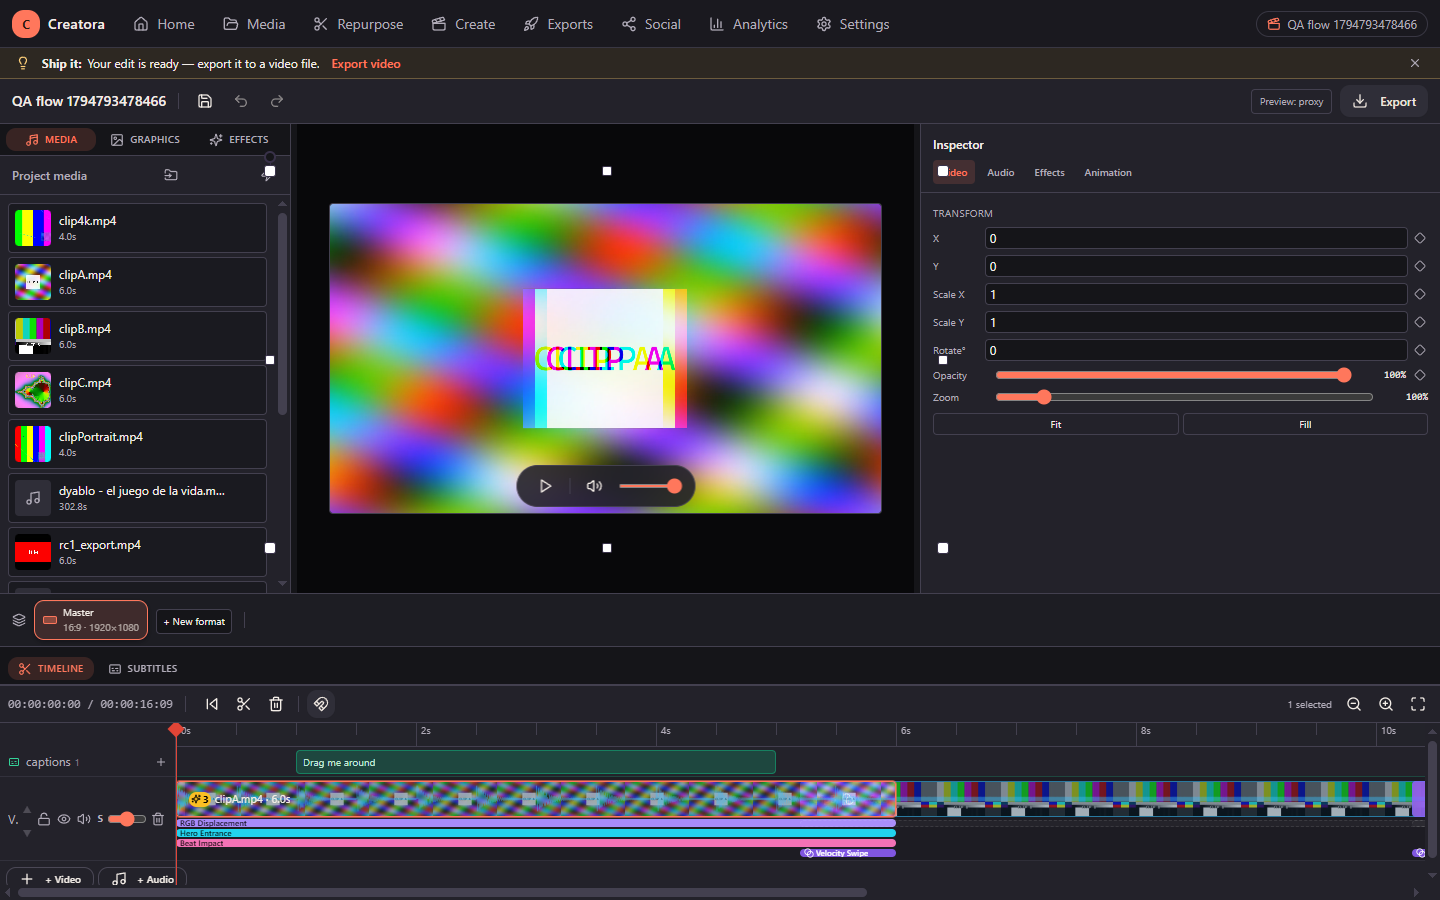 C Creatora Home Media Repurpose Create Exports Social Analytics Settings QA flow 1794793478466
Ship it: Your edit is ready — export it to a video file. Export video
QA flow 1794793478466 Preview: proxy Export
MEDIA GRAPHICS EFFECTS
Project media
clip4k.mp4
4.0s
clipA.mp4
6.0s
clipB.mp4
6.0s
clipC.mp4
6.0s
clipPortrait.mp4
4.0s
dyablo - el juego de la vida.m...
302.8s
rc1_export.mp4
6.0s
Inspector
Audio Effects Animation
TRANSFORM
X 0
Y 0
Scale X 1
Scale Y 1
Rotate° 0
Opacity 100%
Zoom 100%
Fit Fill
Master
16:9 · 1920×1080
+ New format
TIMELINE SUBTITLES
00:00:00:00 / 00:00:16:09 1 selected
0s 2s 4s 6s 8s 10s
captions 1 +
Drag me around
V. S
3 clipA.mp4 · 6.0s
RGB Displacement
Hero Entrance
Beat Impact
Velocity Swipe
+ Video + Audio